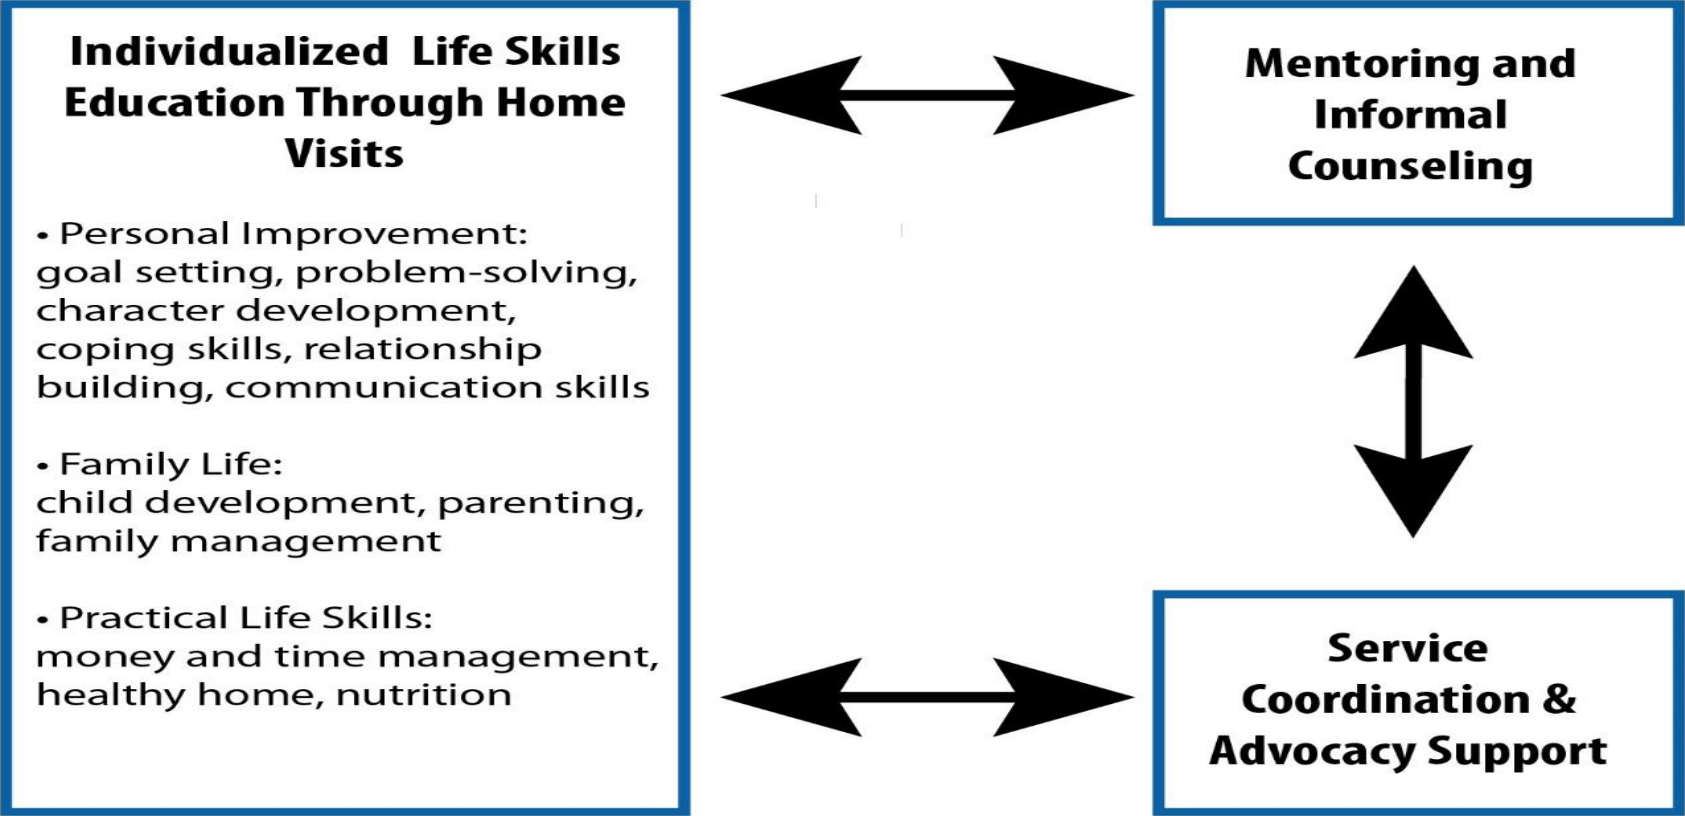 Individualized Life Skills
Education Through Home
Visits
• Personal Improvement:
goal setting, problem-solving,
character development,
coping skills, relationship
building, communication skills
• Family Life:
child development, parenting,
family management
• Practical Life Skills:
money and time management,
healthy home, nutrition
Mentoring and
Informal
Counseling
Service
Coordination &
Advocacy Support